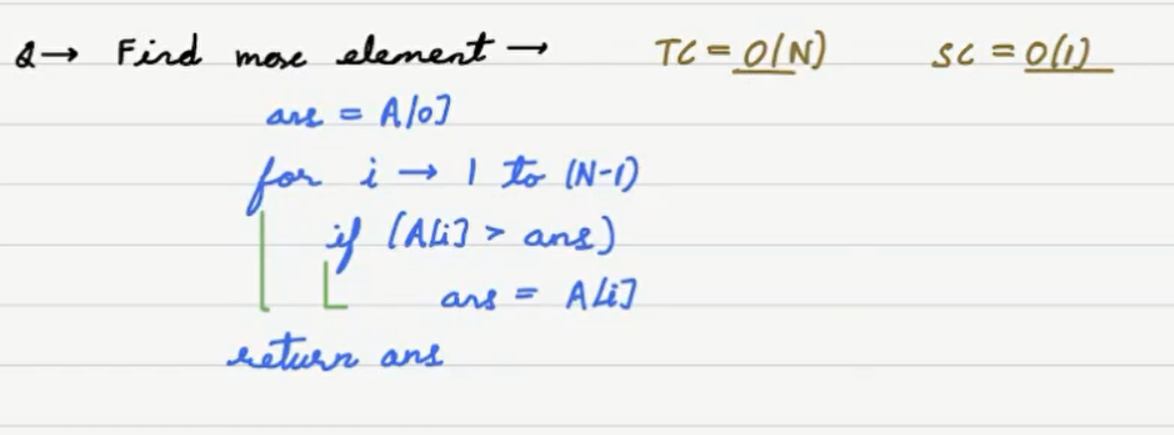 Q→ Find max element → TC = O(N) SC = O(1)
ans = A[0]
for i → 1 to (N-1)
if (A[i] > ans)
ans = A[i]
return ans